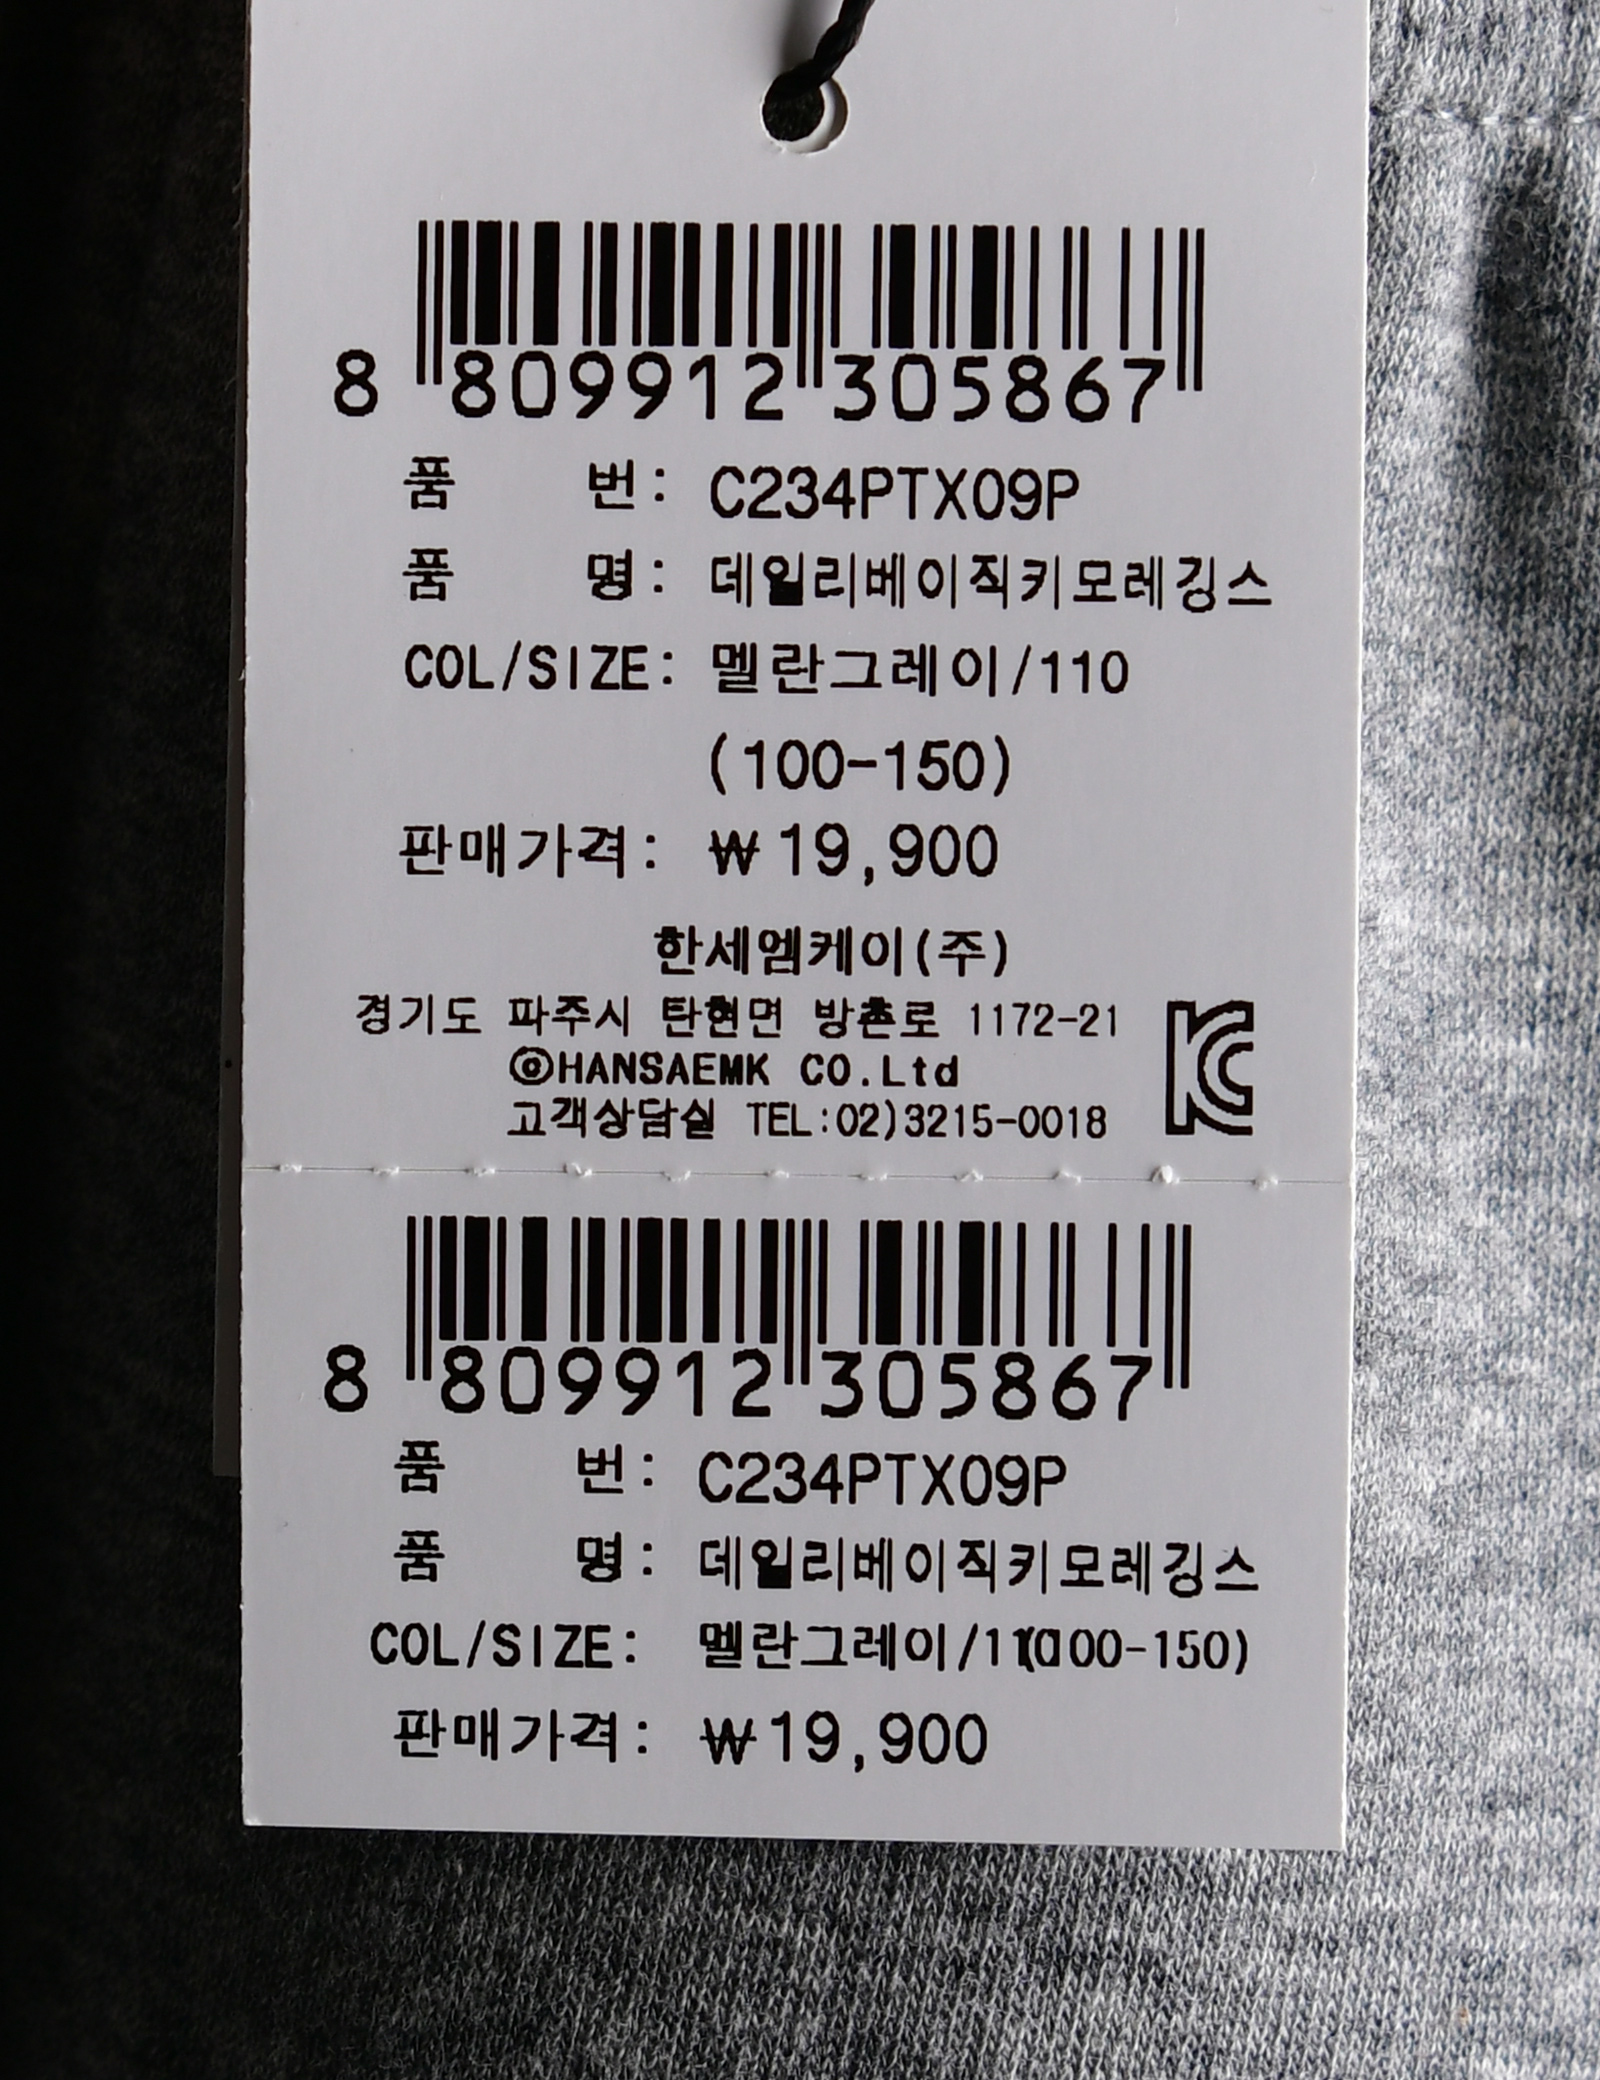 8 809912 305867
품 번: C234PTX09P
품 명: 데일리베이직키모레깅스
COL/SIZE: 멜란그레이/110
(100-150)
판매가격: ₩19,900
한세엠케이(주)
경기도 파주시 탄현면 방촌로 1172-21
©HANSAEMK CO.Ltd
고객상담실 TEL:02)3215-0018
KC
8 809912 305867
품 번: C234PTX09P
품 명: 데일리베이직키모레깅스
COL/SIZE: 멜란그레이/110(100-150)
판매가격: ₩19,900